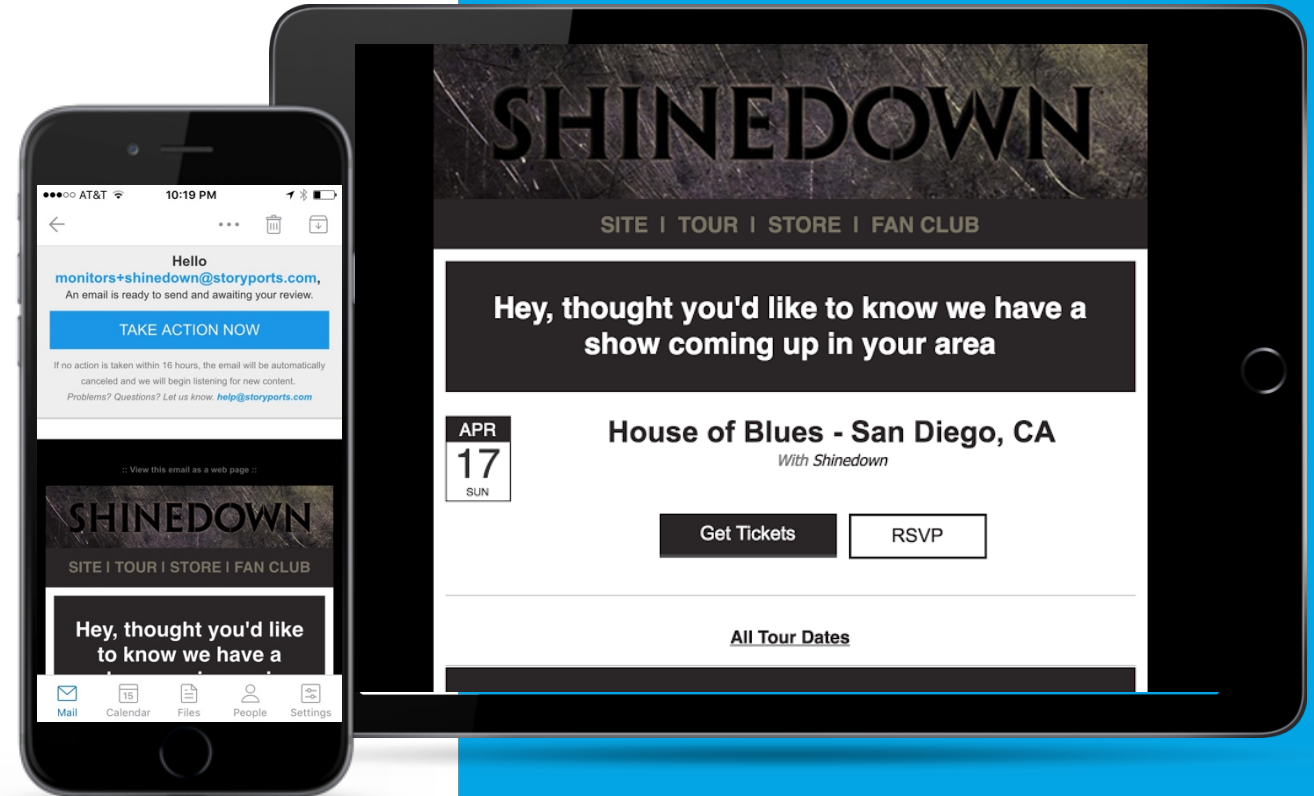 AT&T 10:19 PM
Hello
monitors+shinedown@storyports.com,
An email is ready to send and awaiting your review.
TAKE ACTION NOW
If no action is taken within 16 hours, the email will be automatically
canceled and we will begin listening for new content.
Problems? Questions? Let us know. help@storyports.com
:: View this email as a web page ::
SHINEDOWN
SITE I TOUR I STORE I FAN CLUB
Hey, thought you'd like
to know we have a
15
Mail Calendar Files People Settings
SHINEDOWN
SITE I TOUR I STORE I FAN CLUB
Hey, thought you'd like to know we have a
show coming up in your area
APR
17
SUN
House of Blues - San Diego, CA
With Shinedown
Get Tickets RSVP
All Tour Dates